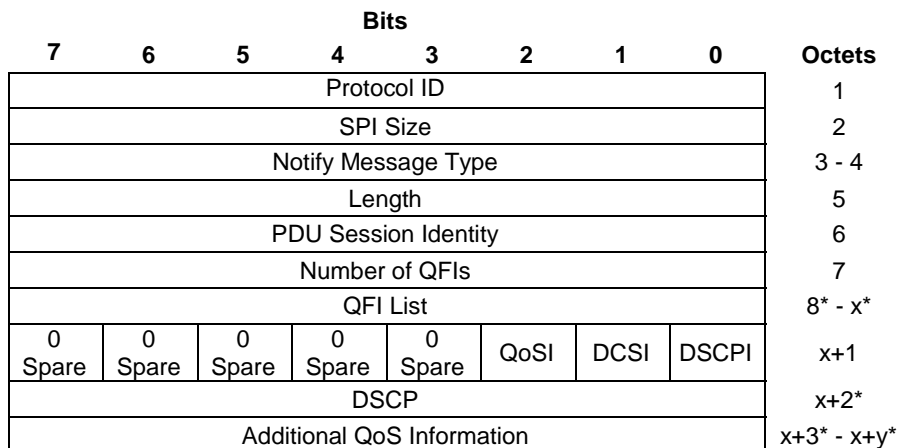 Bits
7 6 5 4 3 2 1 0 Octets
Protocol ID 1
SPI Size 2
Notify Message Type 3 - 4
Length 5
PDU Session Identity 6
Number of QFIs 7
QFI List 8* - x*
0 0 0 0 0 QoSI DCSI DSCPI x+1
Spare Spare Spare Spare Spare
DSCP x+2*
Additional QoS Information x+3* - x+y*